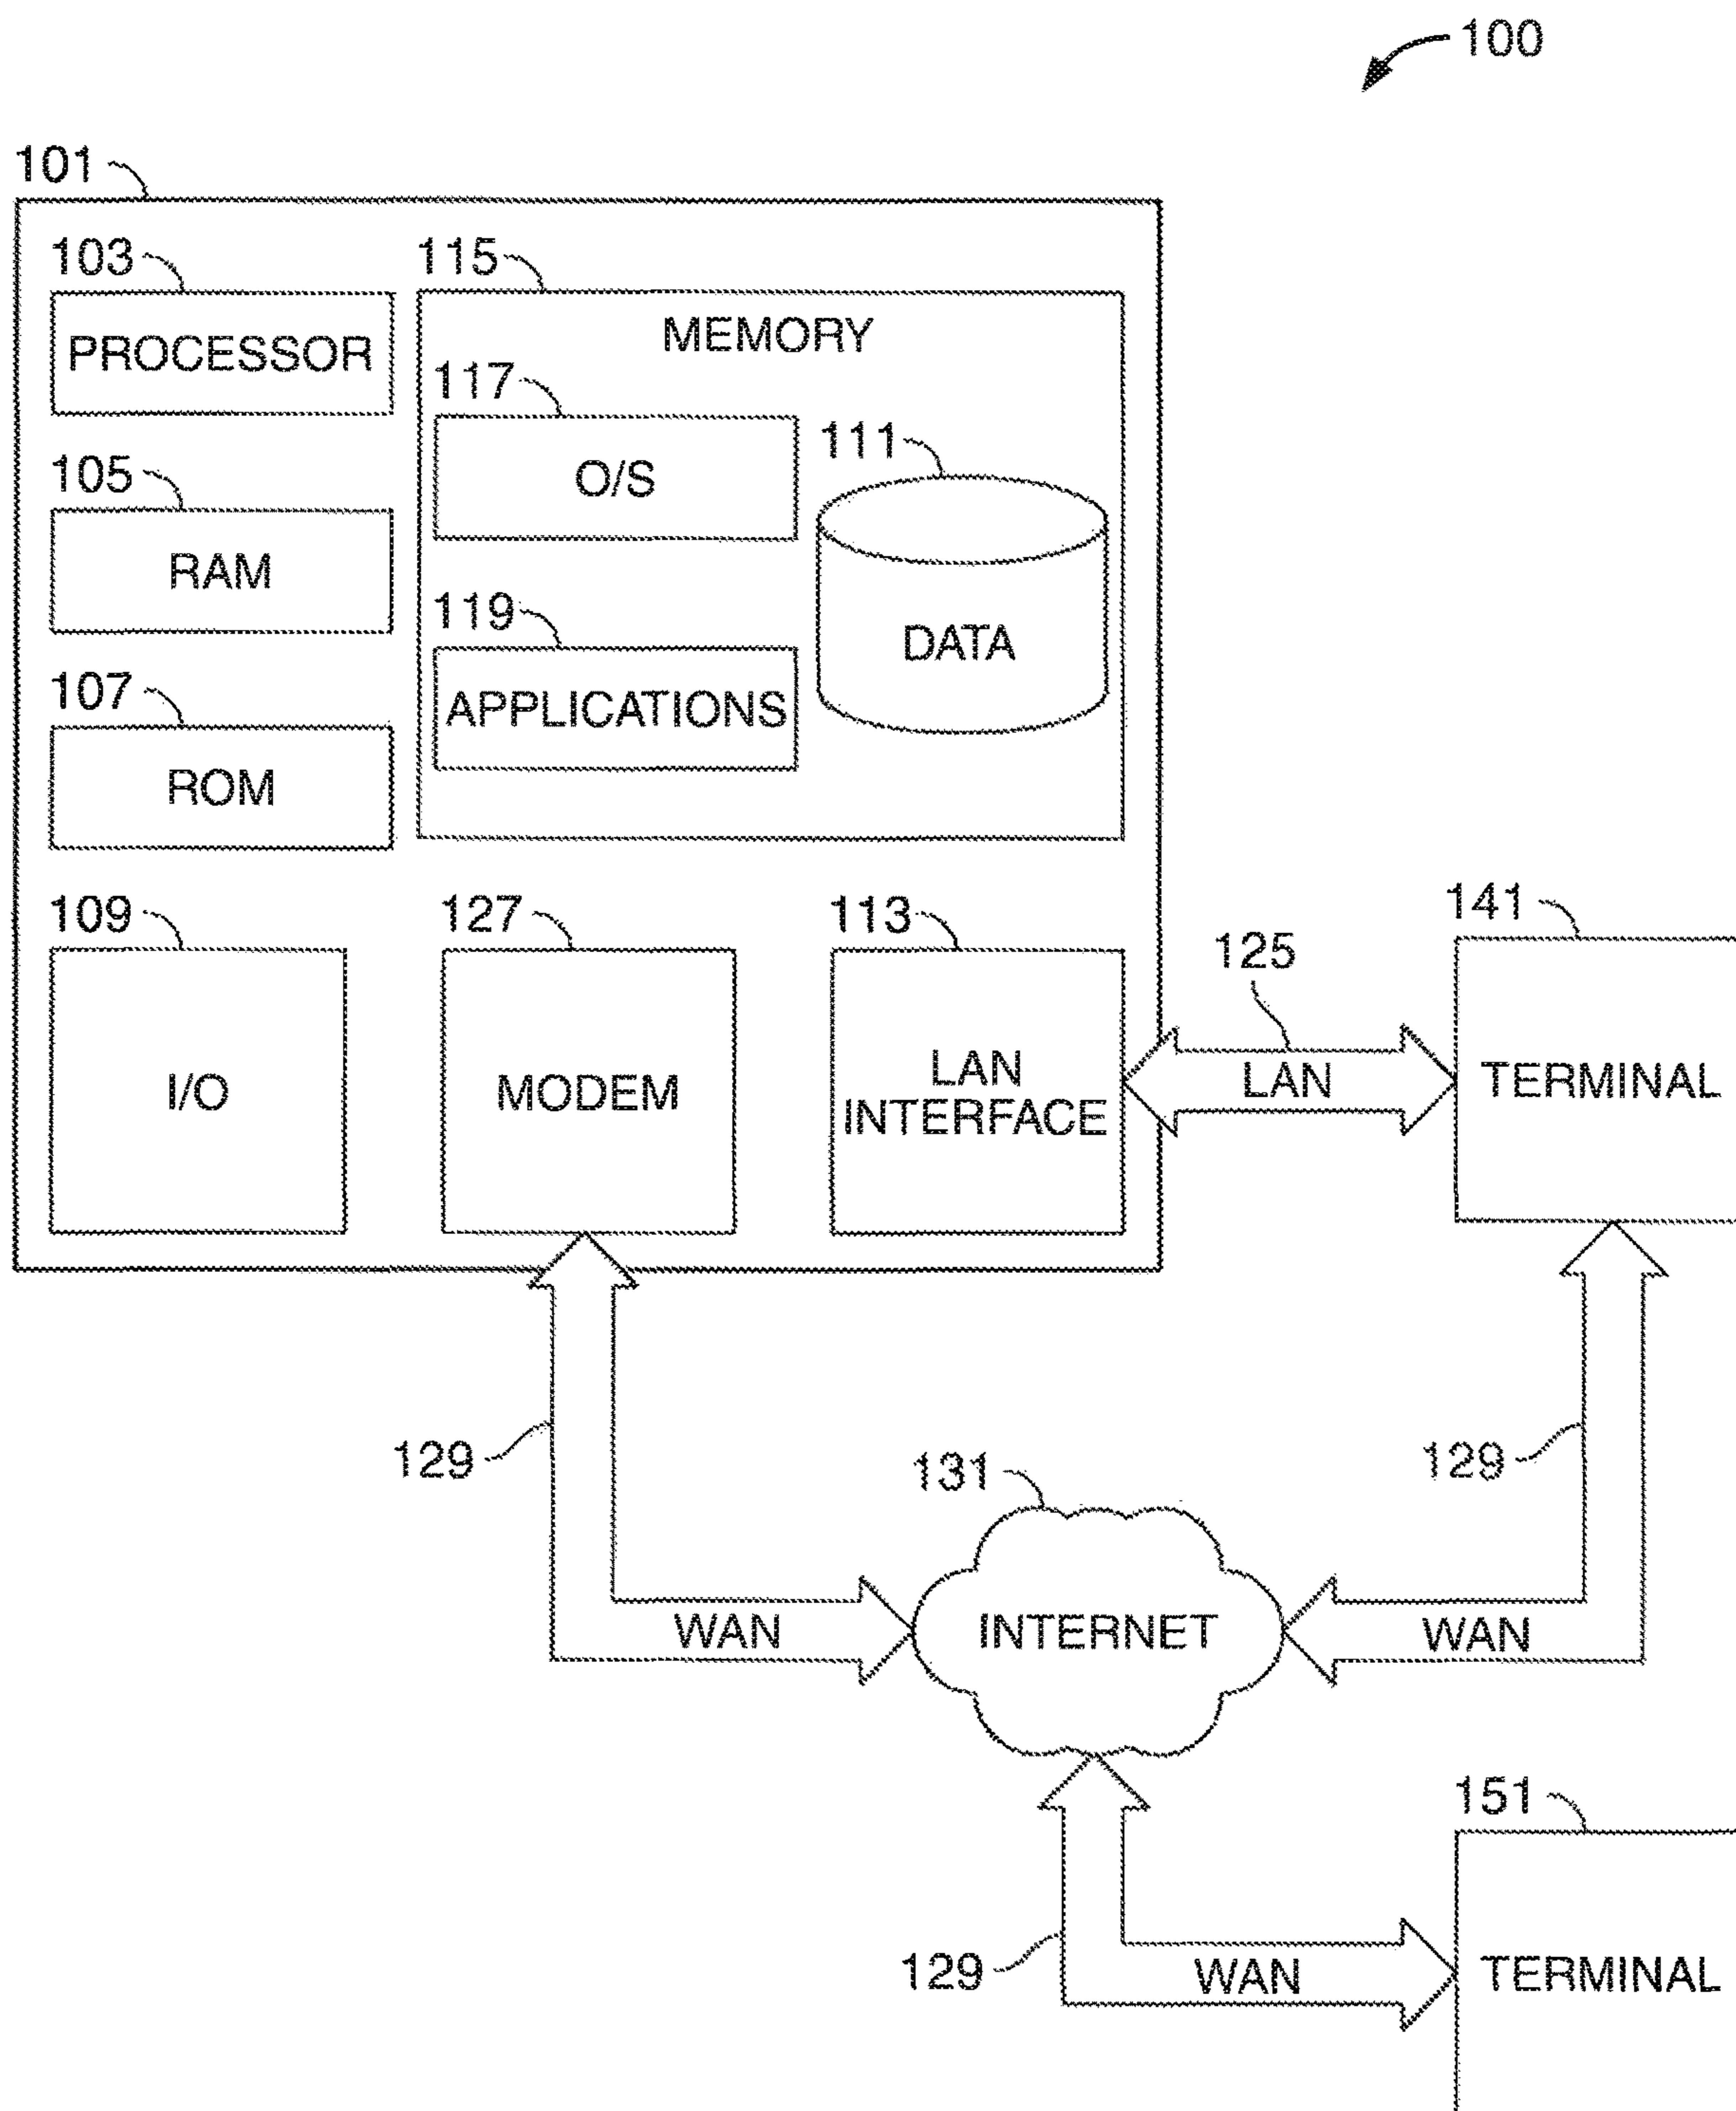 100
101
103
PROCESSOR
115
MEMORY
117
O/S
111
DATA
105
RAM
119
APPLICATIONS
107
ROM
109
I/O
127
MODEM
113
LAN
INTERFACE
125
LAN
141
TERMINAL
129
WAN
131
INTERNET
129
WAN
129
WAN
151
TERMINAL